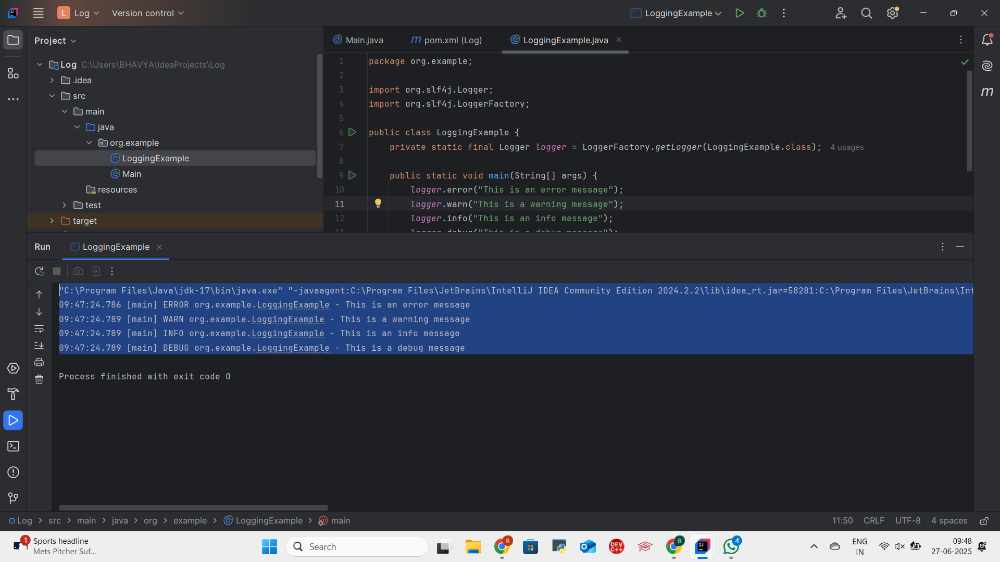 L Log Version control LoggingExample
Project
Main.java pom.xml (Log) LoggingExample.java
Log C:\Users\BHAVYA\IdeaProjects\Log
.idea
src
main
java
org.example
LoggingExample
Main
resources
test
target
1 package org.example;
2
3 import org.slf4j.Logger;
4 import org.slf4j.LoggerFactory;
5
6 public class LoggingExample {
7 private static final Logger logger = LoggerFactory.getLogger(LoggingExample.class); 4 usages
8
9 public static void main(String[] args) {
10 logger.error("This is an error message");
11 logger.warn("This is a warning message");
12 logger.info("This is an info message");
13 logger.debug("This is a debug message");
Run LoggingExample
"C:\Program Files\Java\jdk-17\bin\java.exe" "-javaagent:C:\Program Files\JetBrains\IntelliJ IDEA Community Edition 2024.2.2\lib\idea_rt.jar=58281:C:\Program Files\JetBrains\Int
09:47:24.786 [main] ERROR org.example.LoggingExample - This is an error message
09:47:24.789 [main] WARN org.example.LoggingExample - This is a warning message
09:47:24.789 [main] INFO org.example.LoggingExample - This is an info message
09:47:24.789 [main] DEBUG org.example.LoggingExample - This is a debug message
Process finished with exit code 0
Log > src > main > java > org > example > LoggingExample > main 11:50 CRLF UTF-8 4 spaces
1 Sports headline
Mets Pitcher Suf...
Search
B
DEV C++
B
4
ENG
IN
09:48
27-06-2025